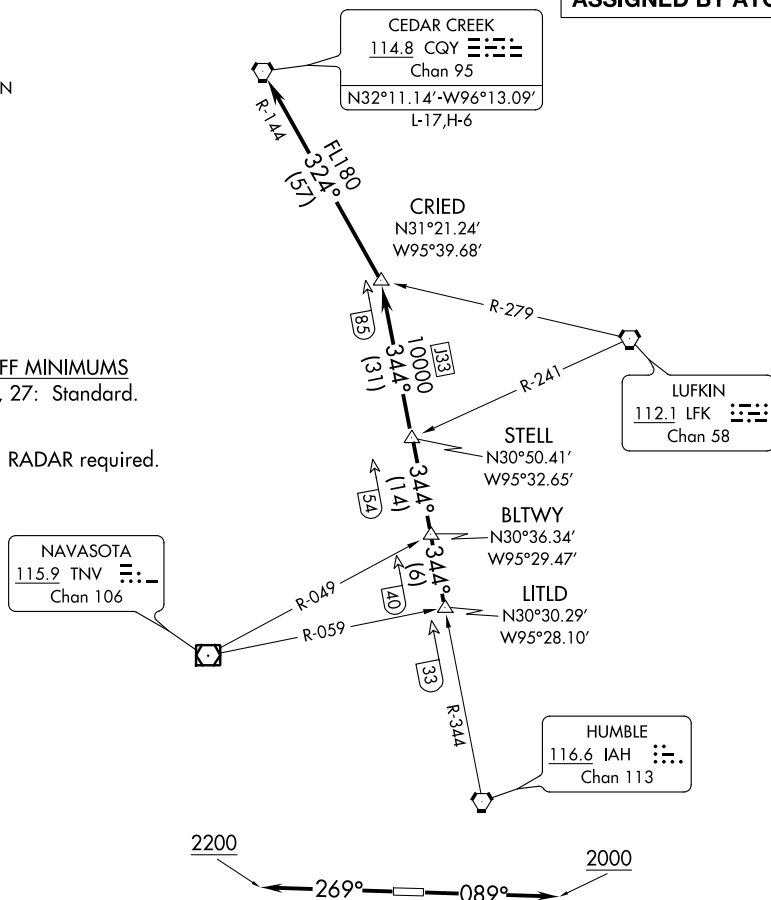 ASSIGNED BY ATC
CEDAR CREEK
114.8 CQY
Chan 95
N32°11.14′-W96°13.09′
L-17,H-6
N
R-144
FL180
324°
(57)
CRIED
N31°21.24′
W95°39.68′
85
R-279
10000
J33
344°
(31)
R-241
LUFKIN
112.1 LFK
Chan 58
FF MINIMUMS
, 27: Standard.
RADAR required.
STELL
N30°50.41′
W95°32.65′
54
344°
(14)
BLTWY
N30°36.34′
W95°29.47′
NAVASOTA
115.9 TNV
Chan 106
R-049
40
344°
(6)
R-059
LITLD
N30°30.29′
W95°28.10′
33
R-344
HUMBLE
116.6 IAH
Chan 113
2200
2000
269°
089°